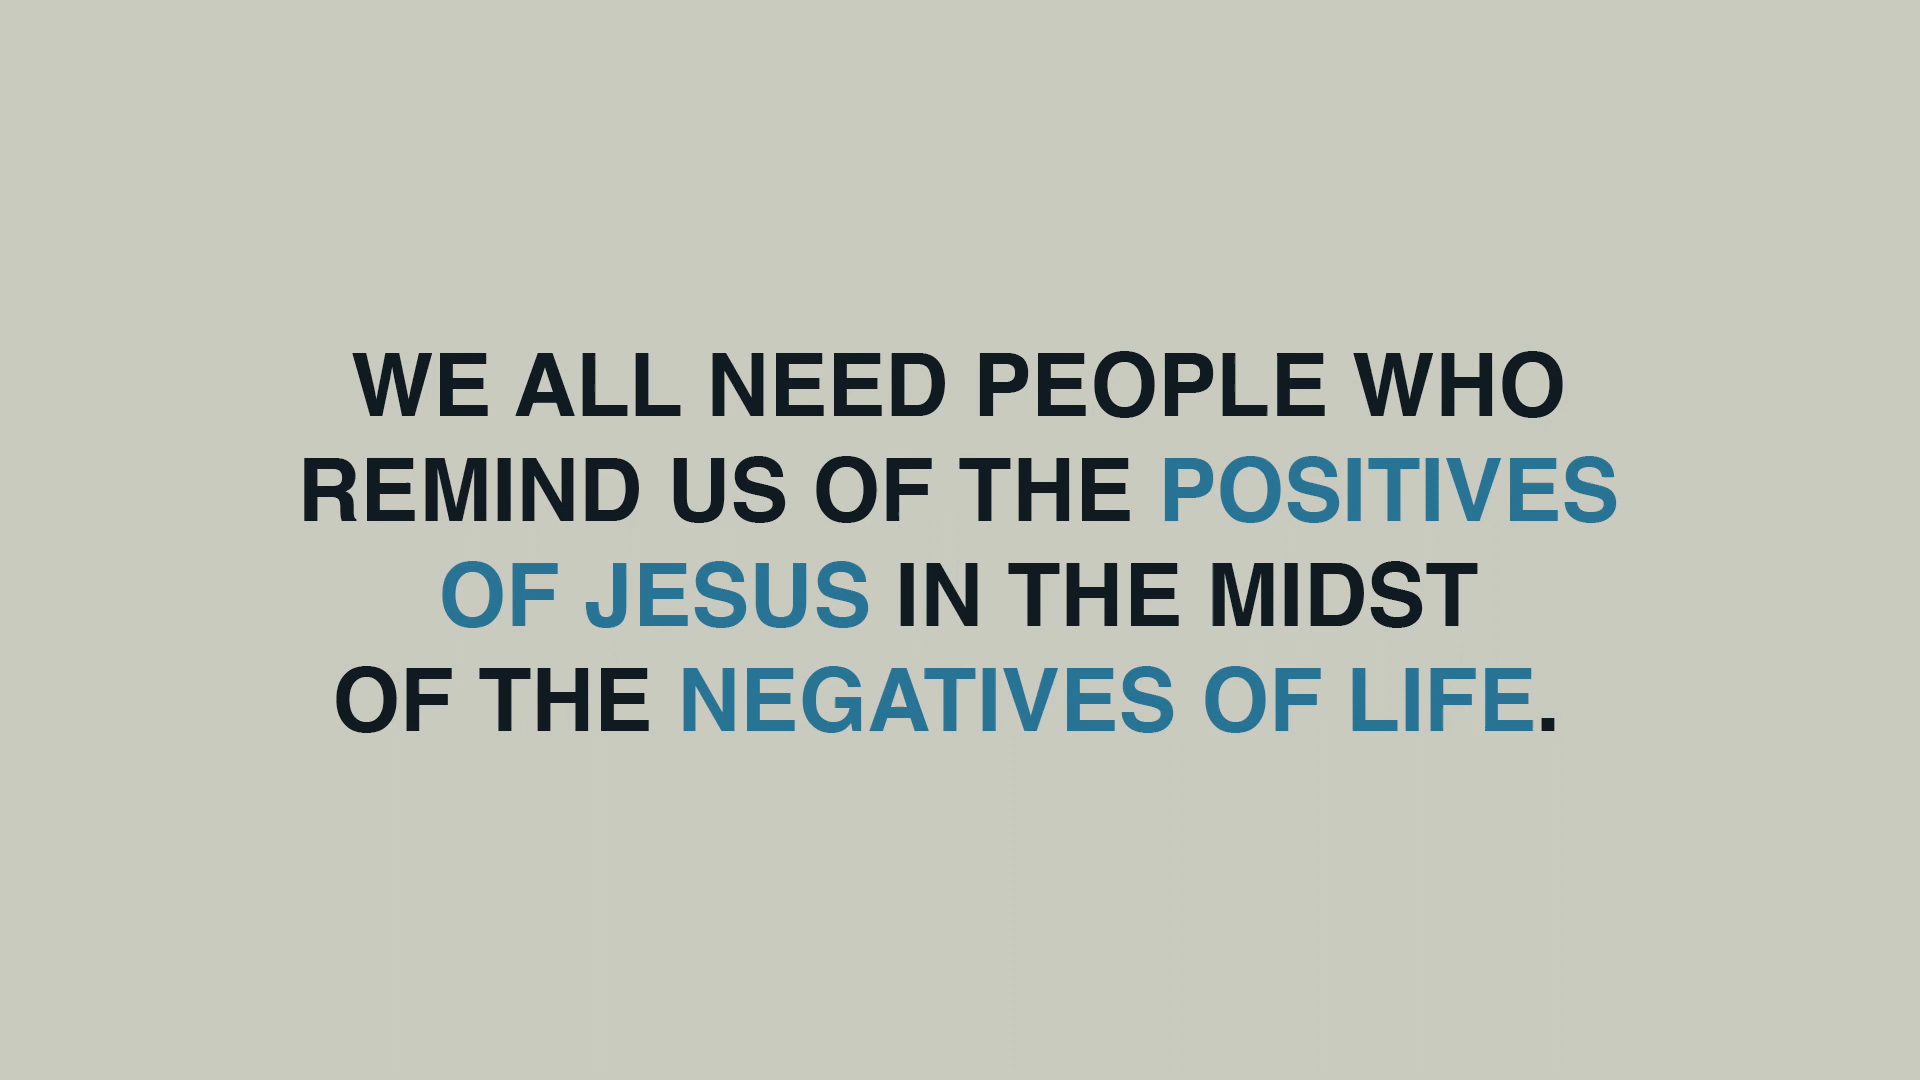 WE ALL NEED PEOPLE WHO
REMIND US OF THE POSITIVES
OF JESUS IN THE MIDST
OF THE NEGATIVES OF LIFE.